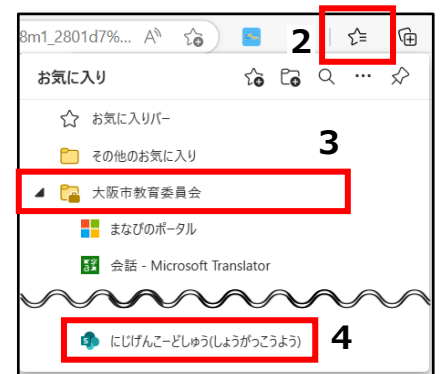 8m1_2801d7%... A
2
お気に入り
お気に入りバー
その他のお気に入り
3
大阪市教育委員会
まなびのポータル
会話 - Microsoft Translator
にじげんこーどしゅう(しょうがっこうよう)
4